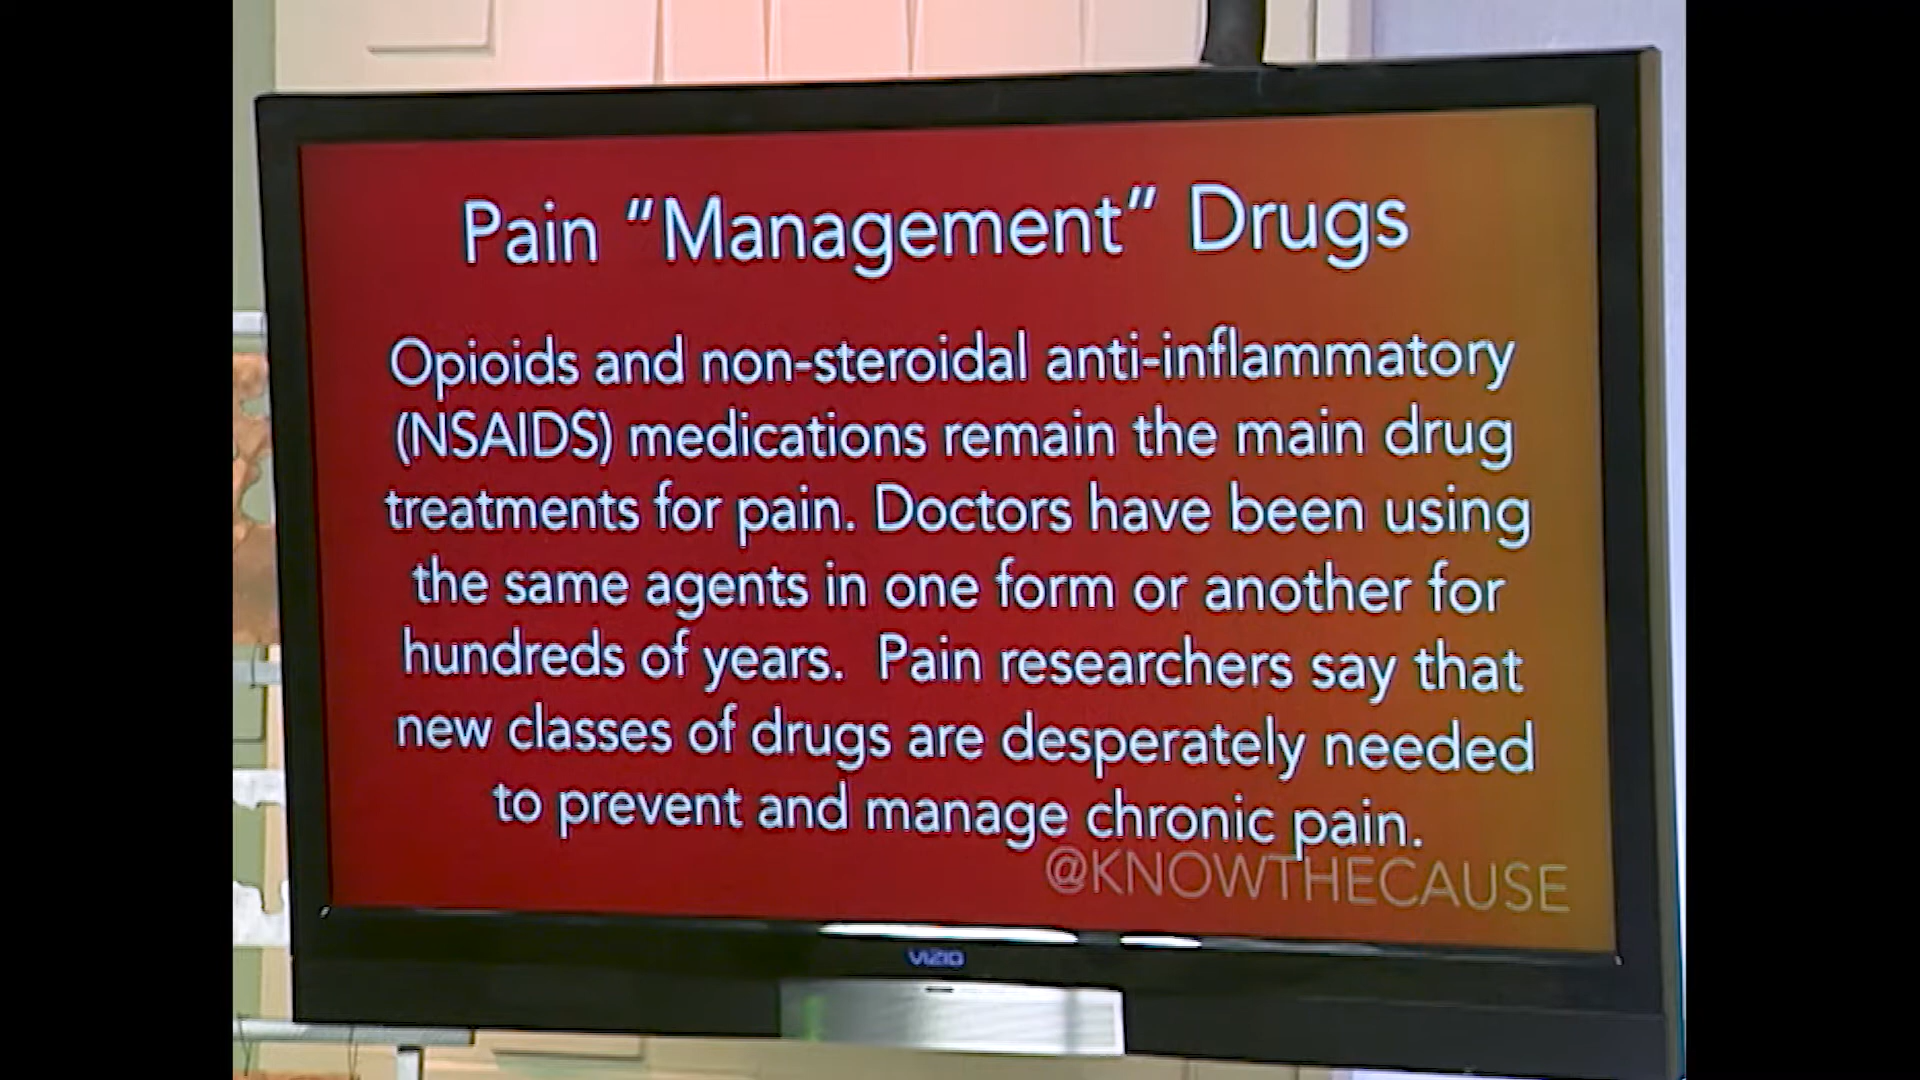 Pain “Management” Drugs
Opioids and non-steroidal anti-inflammatory
(NSAIDS) medications remain the main drug
treatments for pain. Doctors have been using
the same agents in one form or another for
hundreds of years.  Pain researchers say that
new classes of drugs are desperately needed
to prevent and manage chronic pain.
@KNOWTHECAUSE
VIZIO